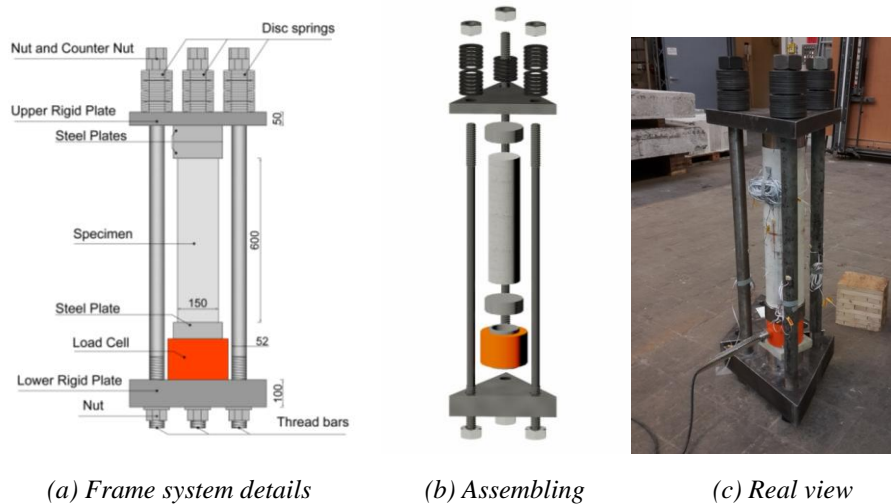 Disc springs
Nut and Counter Nut
Upper Rigid Plate
50
Steel Plates
Specimen
600
150
Steel Plate
Load Cell
52
Lower Rigid Plate
100
Nut
Thread bars
(a) Frame system details
(b) Assembling
(c) Real view